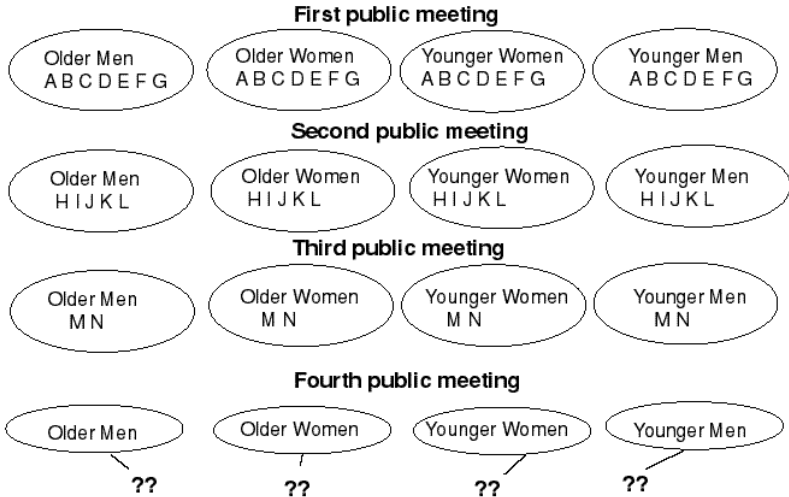 First public meeting
Older Men
A B C D E F G
Older Women
A B C D E F G
Younger Women
A B C D E F G
Younger Men
A B C D E F G
Second public meeting
Older Men
H I J K L
Older Women
H I J K L
Younger Women
H I J K L
Younger Men
H I J K L
Third public meeting
Older Men
M N
Older Women
M N
Younger Women
M N
Younger Men
M N
Fourth public meeting
Older Men
Older Women
Younger Women
Younger Men
??
??
??
??